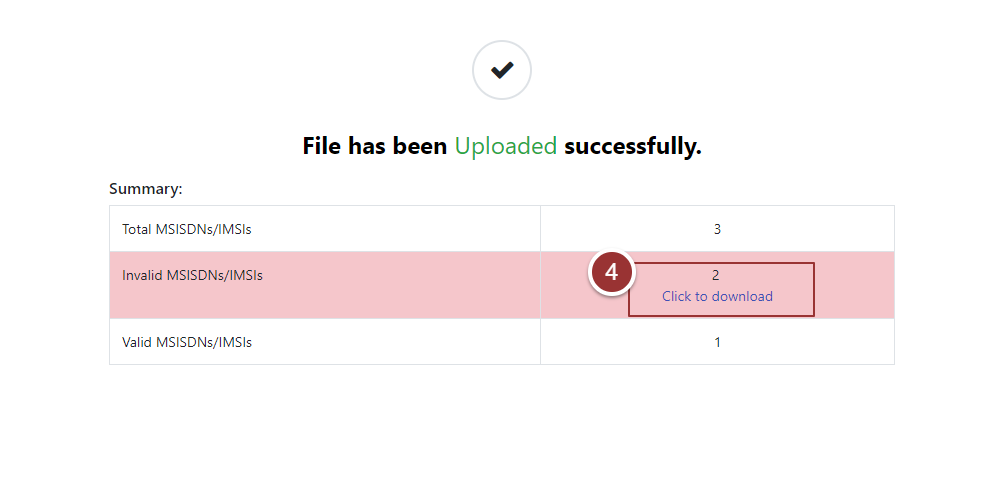 File has been Uploaded successfully.
Summary:
Total MSISDNs/IMSIs 3
Invalid MSISDNs/IMSIs 4 2
Click to download
Valid MSISDNs/IMSIs 1